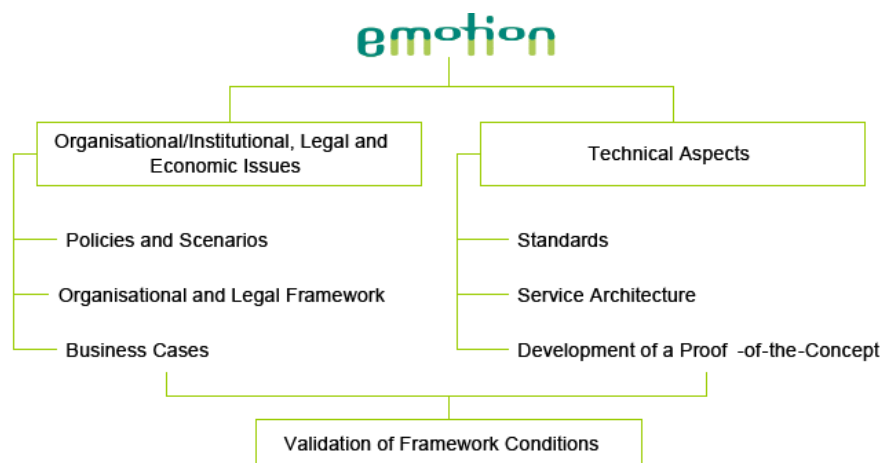 emotion
Organisational/Institutional, Legal and
Economic Issues
Technical Aspects
Policies and Scenarios
Standards
Organisational and Legal Framework
Service Architecture
Business Cases
Development of a Proof -of-the-Concept
Validation of Framework Conditions